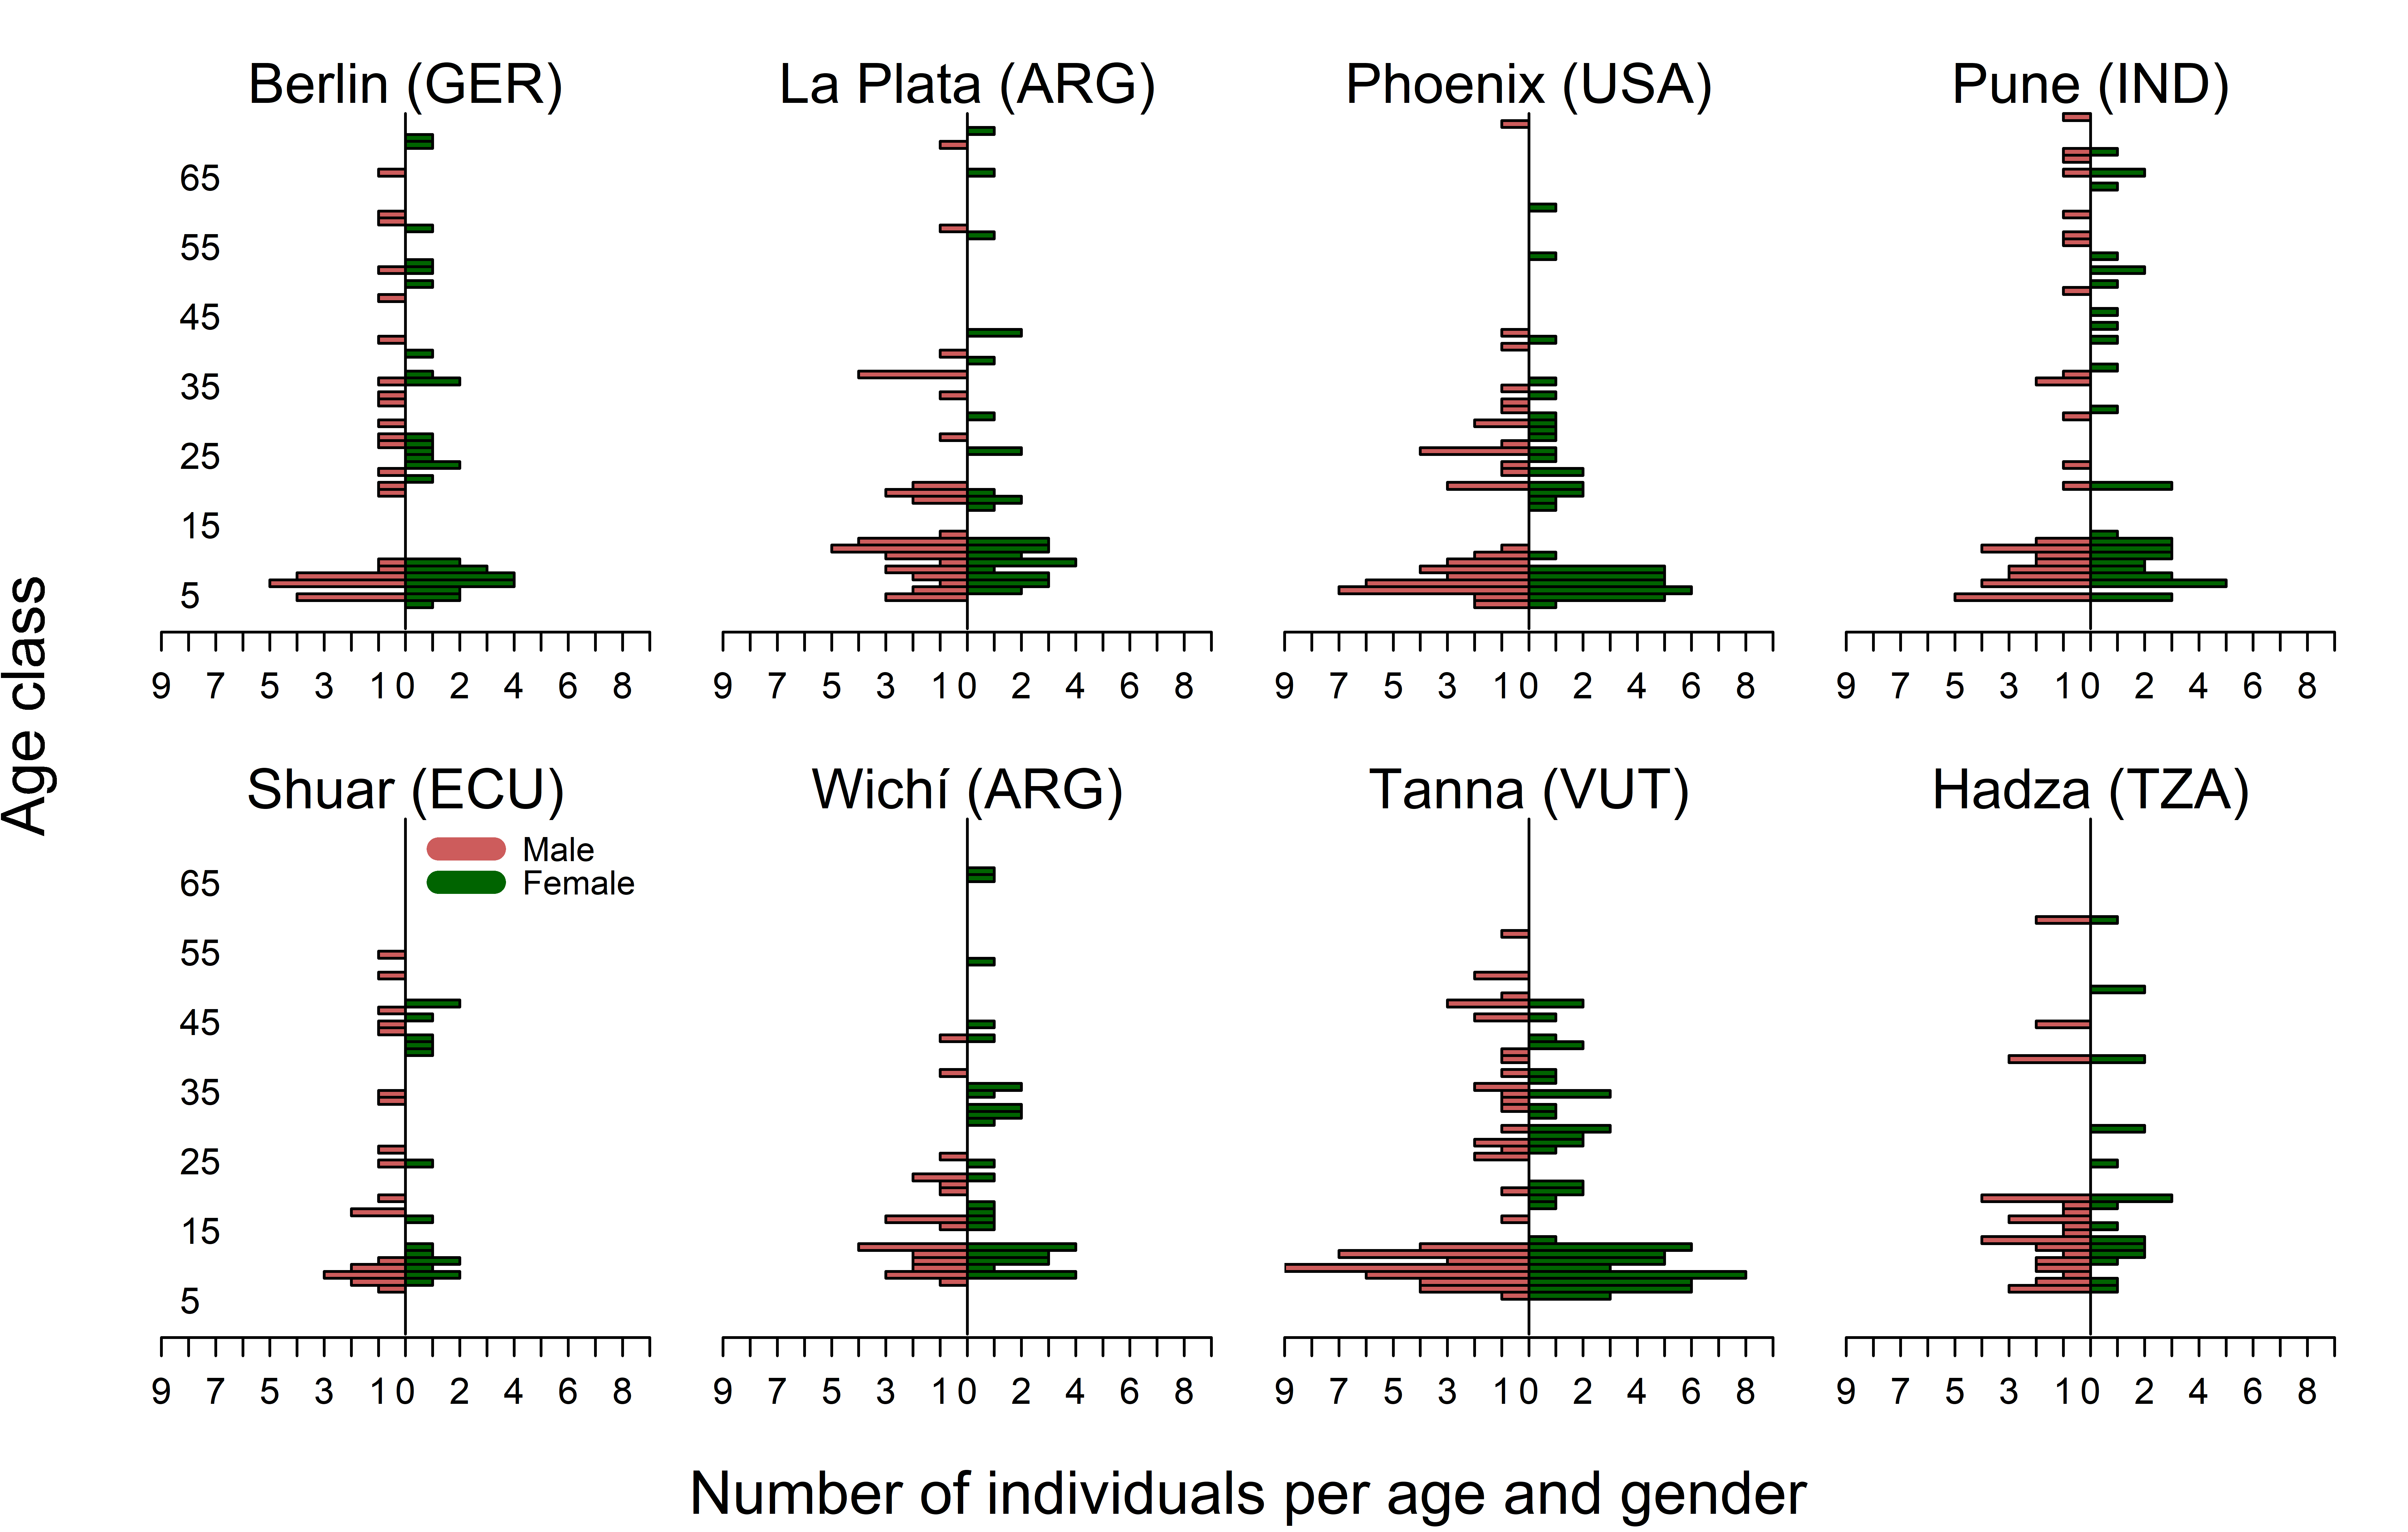 Berlin (GER) La Plata (ARG) Phoenix (USA) Pune (IND)
65
55
45
35
25
15
5
9 7 5 3 1 0 2 4 6 8 9 7 5 3 1 0 2 4 6 8 9 7 5 3 1 0 2 4 6 8 9 7 5 3 1 0 2 4 6 8
Age class
Shuar (ECU) Wichí (ARG) Tanna (VUT) Hadza (TZA)
Male
Female
65
55
45
35
25
15
5
9 7 5 3 1 0 2 4 6 8 9 7 5 3 1 0 2 4 6 8 9 7 5 3 1 0 2 4 6 8 9 7 5 3 1 0 2 4 6 8
Number of individuals per age and gender